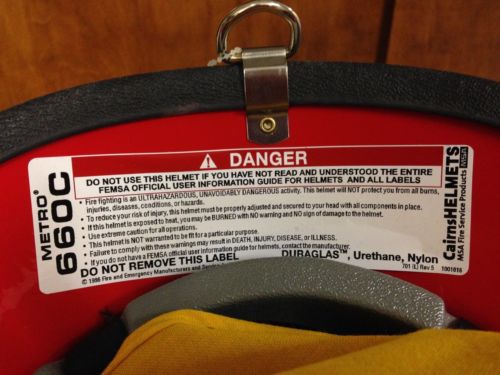 METRO®
660C
⚠ DANGER
DO NOT USE THIS HELMET IF YOU HAVE NOT READ AND UNDERSTOOD THE ENTIRE
FEMSA OFFICIAL USER INFORMATION GUIDE FOR HELMETS AND ALL LABELS
• Fire fighting is an ULTRAHAZARDOUS, UNAVOIDABLY DANGEROUS activity. This helmet will NOT protect you from all burns,
injuries, diseases, conditions, or hazards.
• To reduce your risk of injury, this helmet must be properly adjusted and secured to your head with all components in place.
• If this helmet is exposed to heat, you may be BURNED with NO warning and NO sign of damage to the helmet.
• Use extreme caution for all operations.
• This helmet is NOT warranted to be fit for a particular purpose.
• Failure to comply with these warnings may result in DEATH, INJURY, DISEASE, or ILLNESS.
• If you do not have a FEMSA official user information guide for helmets, contact the manufacturer.
DO NOT REMOVE THIS LABEL
DURAGLAS™, Urethane, Nylon
© 1996 Fire and Emergency Manufacturers and
701 (L) Rev.5
1001016
CairnsHELMETS
MSA Fire Service Products MSA